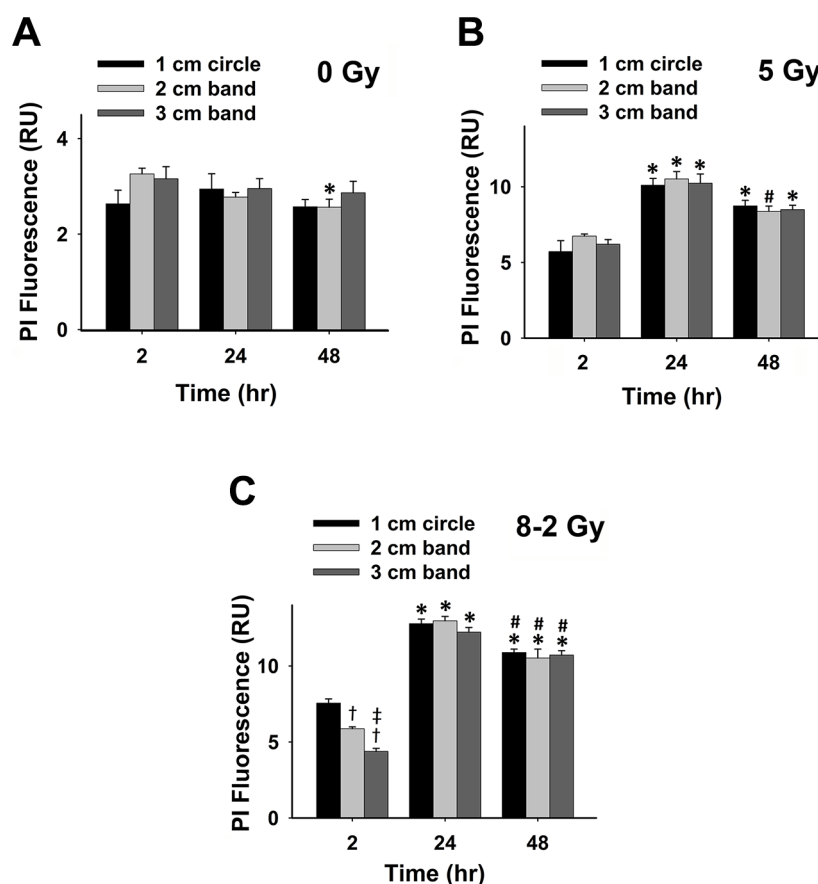 A
1 cm circle
2 cm band
3 cm band
0 Gy
PI Fluorescence (RU)
4
2
0
*
2 24 48
Time (hr)
B
1 cm circle
2 cm band
3 cm band
5 Gy
PI Fluorescence (RU)
10
5
0
* * *
* # *
2 24 48
Time (hr)
C
1 cm circle
2 cm band
3 cm band
8-2 Gy
PI Fluorescence (RU)
10
5
0
† ‡
†
* * *
# # #
* * *
2 24 48
Time (hr)